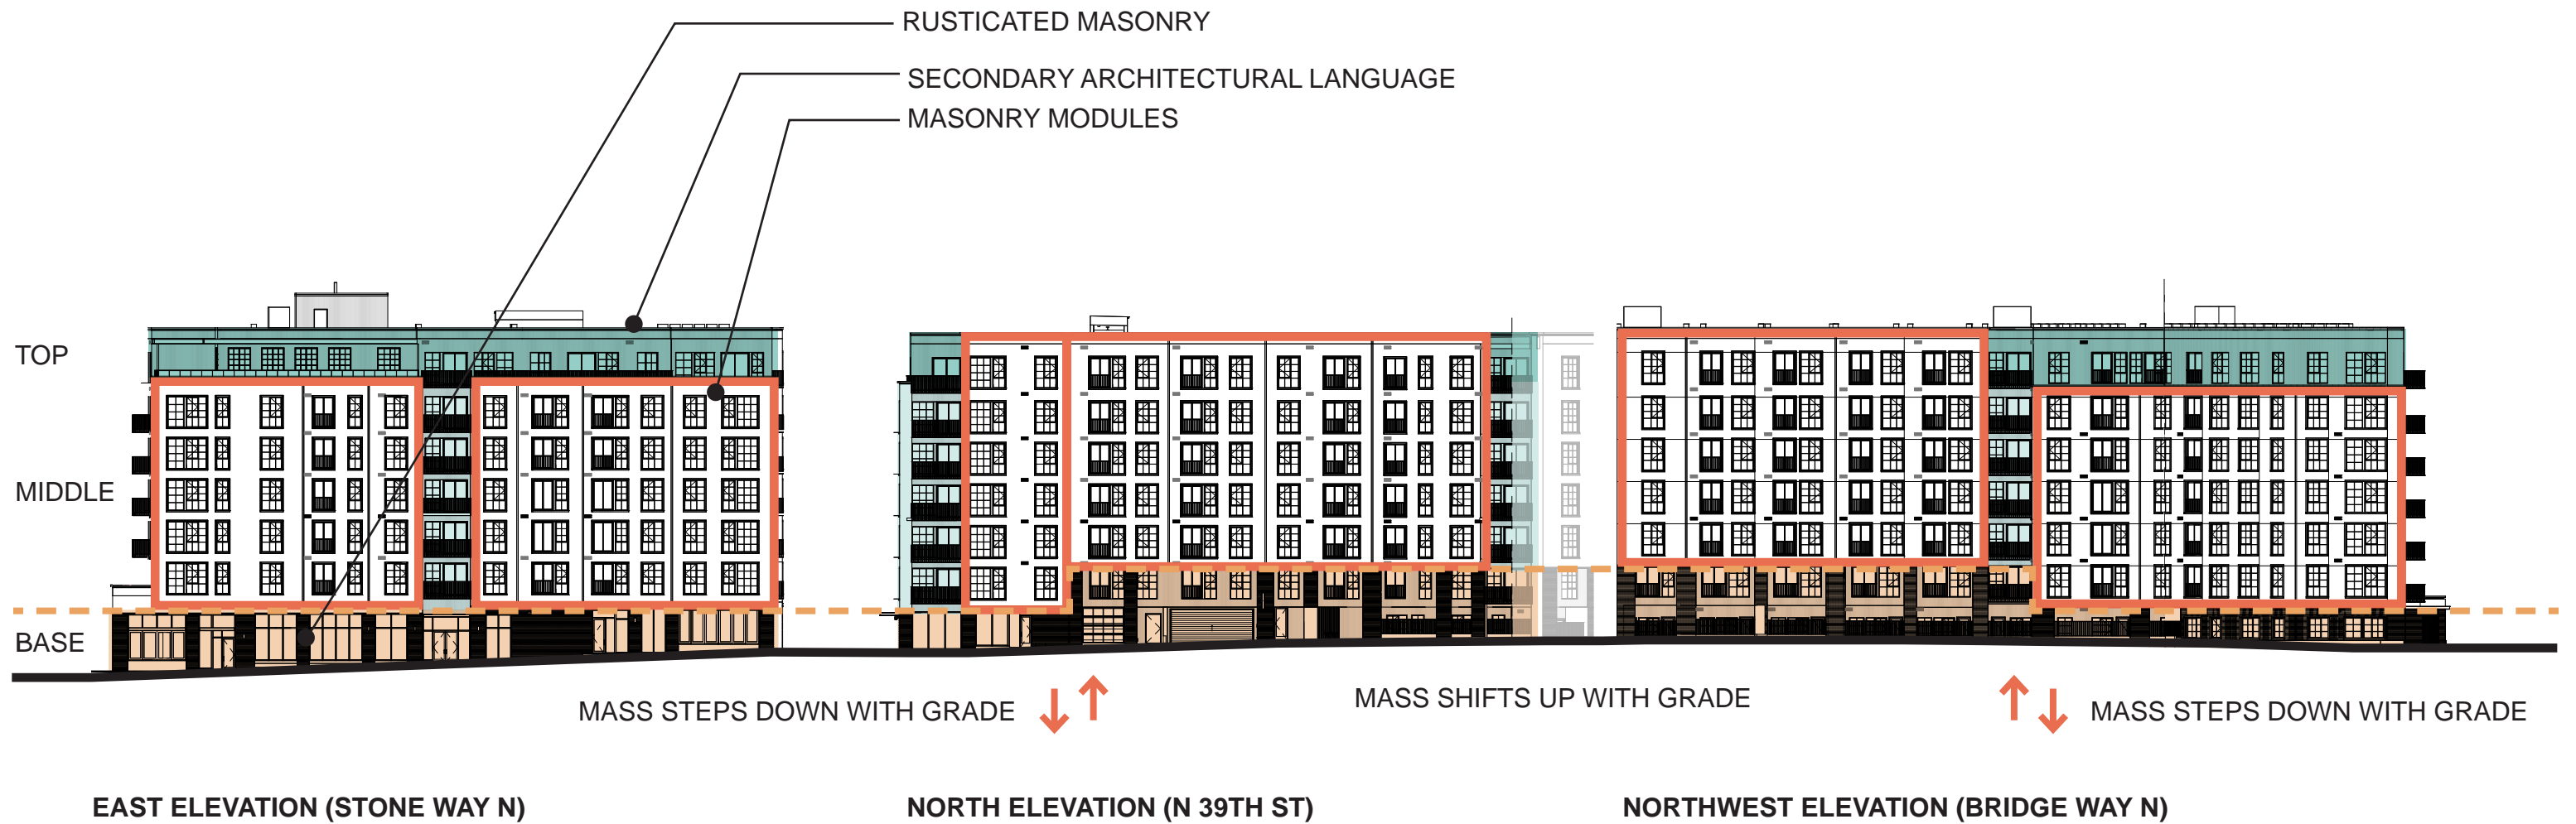 RUSTICATED MASONRY
SECONDARY ARCHITECTURAL LANGUAGE
MASONRY MODULES
TOP
MIDDLE
BASE
MASS STEPS DOWN WITH GRADE
MASS SHIFTS UP WITH GRADE
MASS STEPS DOWN WITH GRADE
EAST ELEVATION (STONE WAY N)
NORTH ELEVATION (N 39TH ST)
NORTHWEST ELEVATION (BRIDGE WAY N)